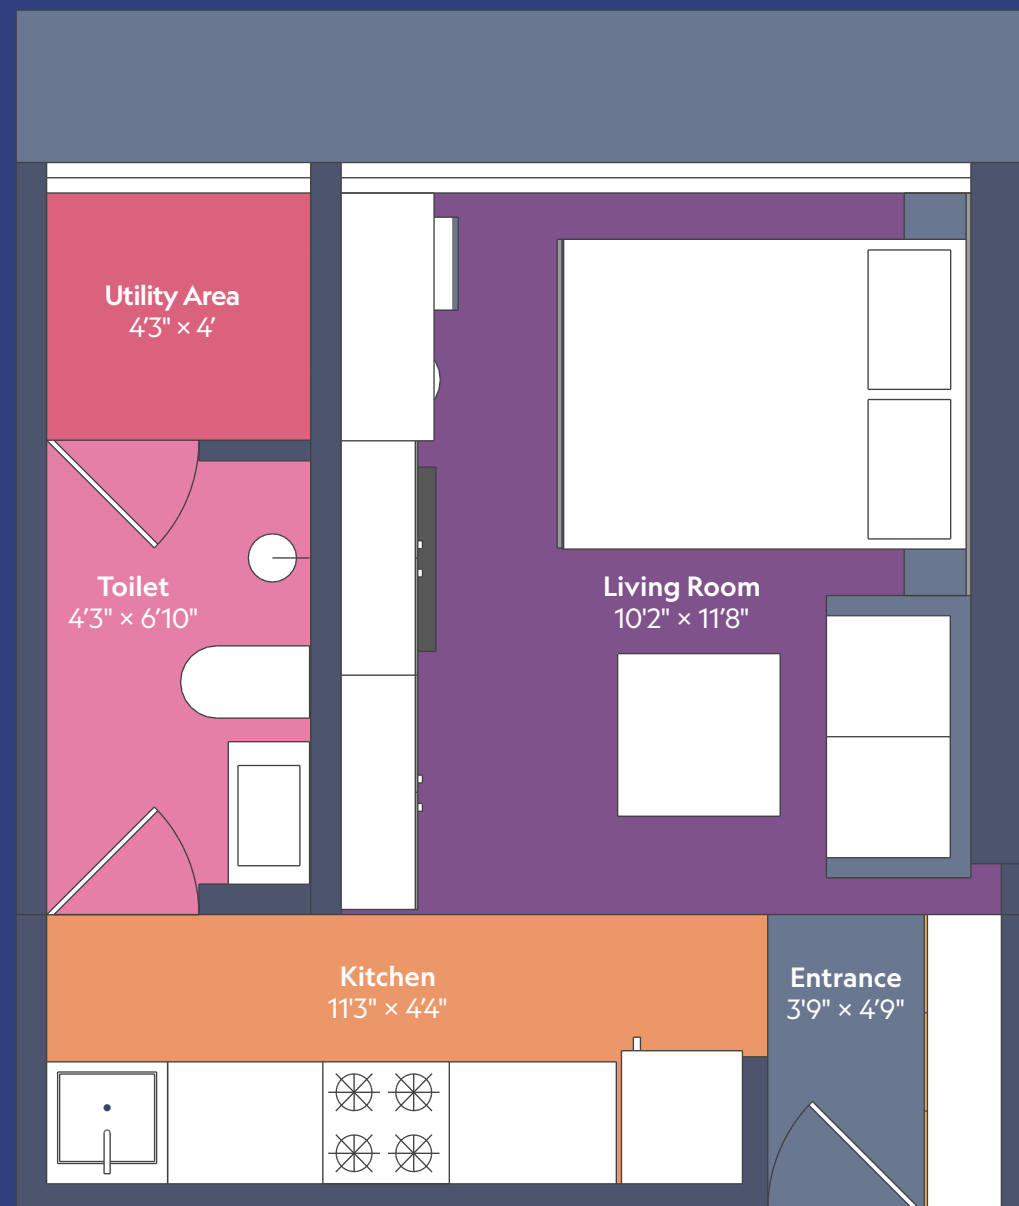 Utility Area
4'3" × 4'
Toilet
4'3" × 6'10"
Living Room
10'2" × 11'8"
Kitchen
11'3" × 4'4"
Entrance
3'9" × 4'9"